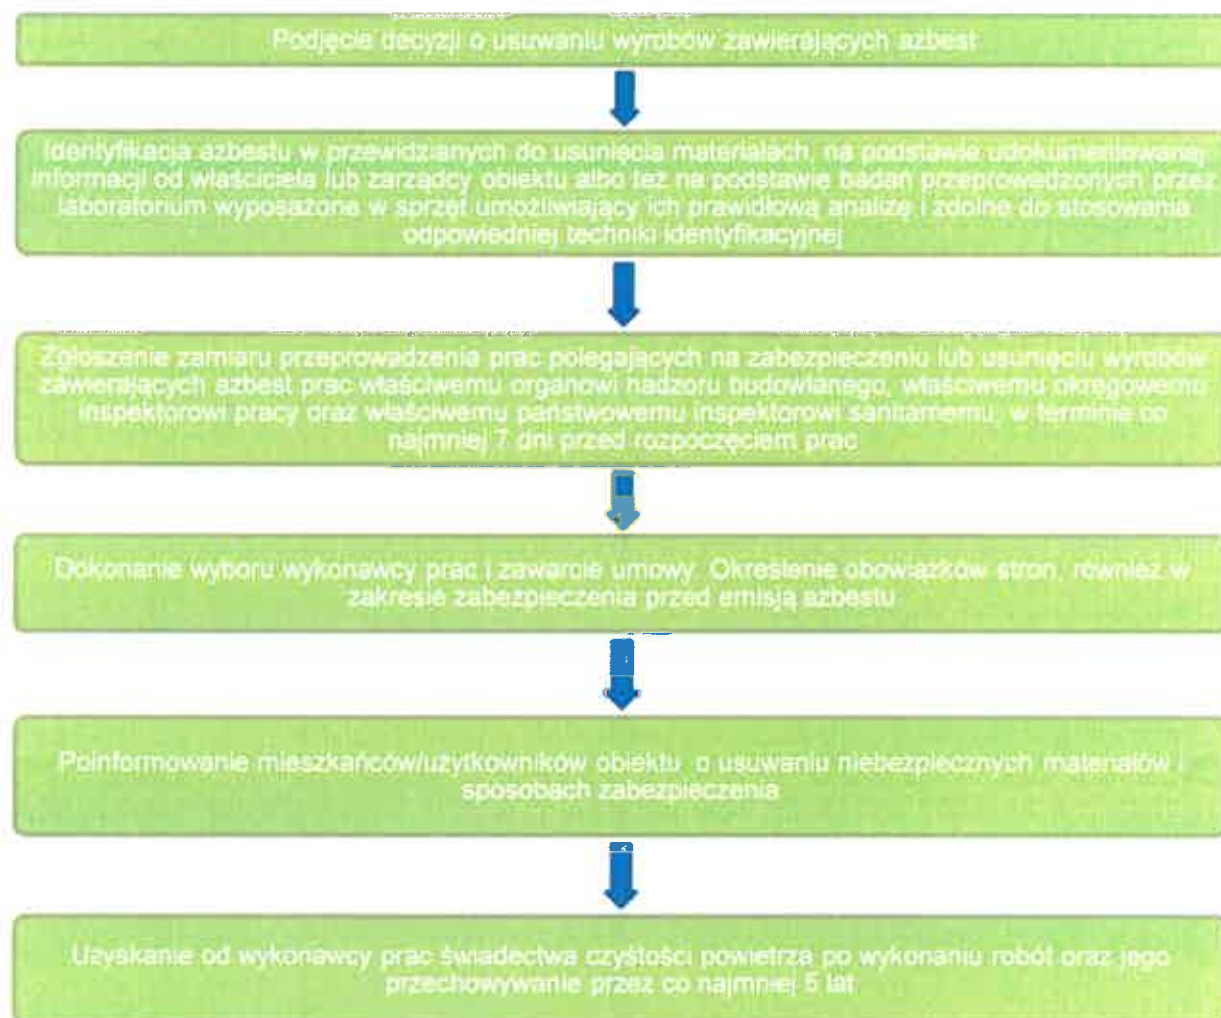 Podjęcie decyzji o usuwaniu wyrobów zawierających azbest
Identyfikacja azbestu w przewidzianych do usunięcia materiałach, na podstawie udokumentowanej
informacji od właściciela lub zarządcy obiektu albo też na podstawie badań przeprowadzonych przez
laboratorium wyposażone w sprzęt umożliwiający ich prawidłową analizę i zdolne do stosowania
odpowiedniej techniki identyfikacyjnej
Zgłoszenie zamiaru przeprowadzenia prac polegających na zabezpieczeniu lub usunięciu wyrobów
zawierających azbest prac właściwemu organowi nadzoru budowlanego, właściwemu okręgowemu
inspektorowi pracy oraz właściwemu państwowemu inspektorowi sanitarnemu, w terminie co
najmniej 7 dni przed rozpoczęciem prac
Dokonanie wyboru wykonawcy prac i zawarcie umowy. Określenie obowiązków stron, również w
zakresie zabezpieczenia przed emisją azbestu
Poinformowanie mieszkańców/użytkowników obiektu o usuwaniu niebezpiecznych materiałów i
sposobach zabezpieczenia
Uzyskanie od wykonawcy prac świadectwa czystości powietrza po wykonaniu robót oraz jego
przechowywanie przez co najmniej 5 lat